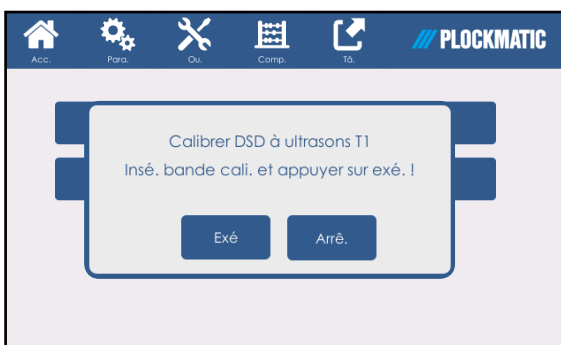 Acc.
Para.
Ou.
Comp.
Tâ.
PLOCKMATIC
Calibrer DSD à ultrasons T1
Insé. bande cali. et appuyer sur exé. !
Exé
Arrê.